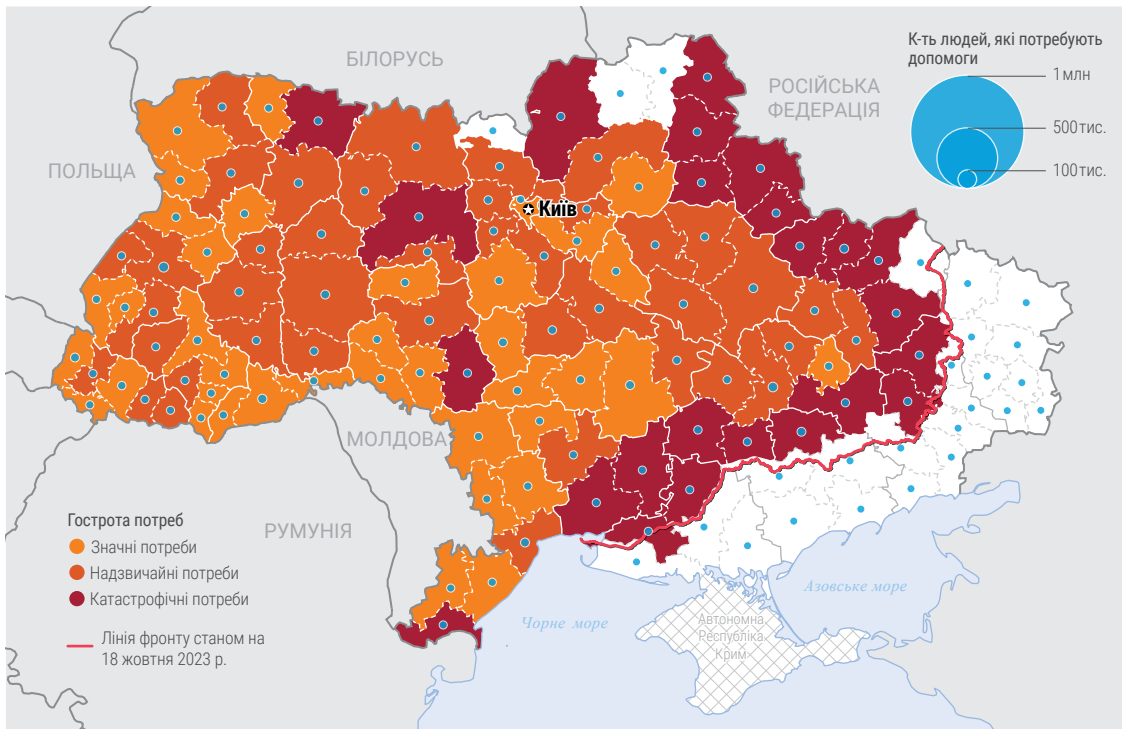 БІЛОРУСЬ
РОСІЙСЬКА
ФЕДЕРАЦІЯ
К-ть людей, які потребують
допомоги
1 млн
500 тис.
100 тис.
ПОЛЬЩА
Київ
МОЛДОВА
РУМУНІЯ
Гострота потреб
Значні потреби
Надзвичайні потреби
Катастрофічні потреби
Лінія фронту станом на
18 жовтня 2023 р.
Чорне море
Азовське море
Автономна
Республіка
Крим